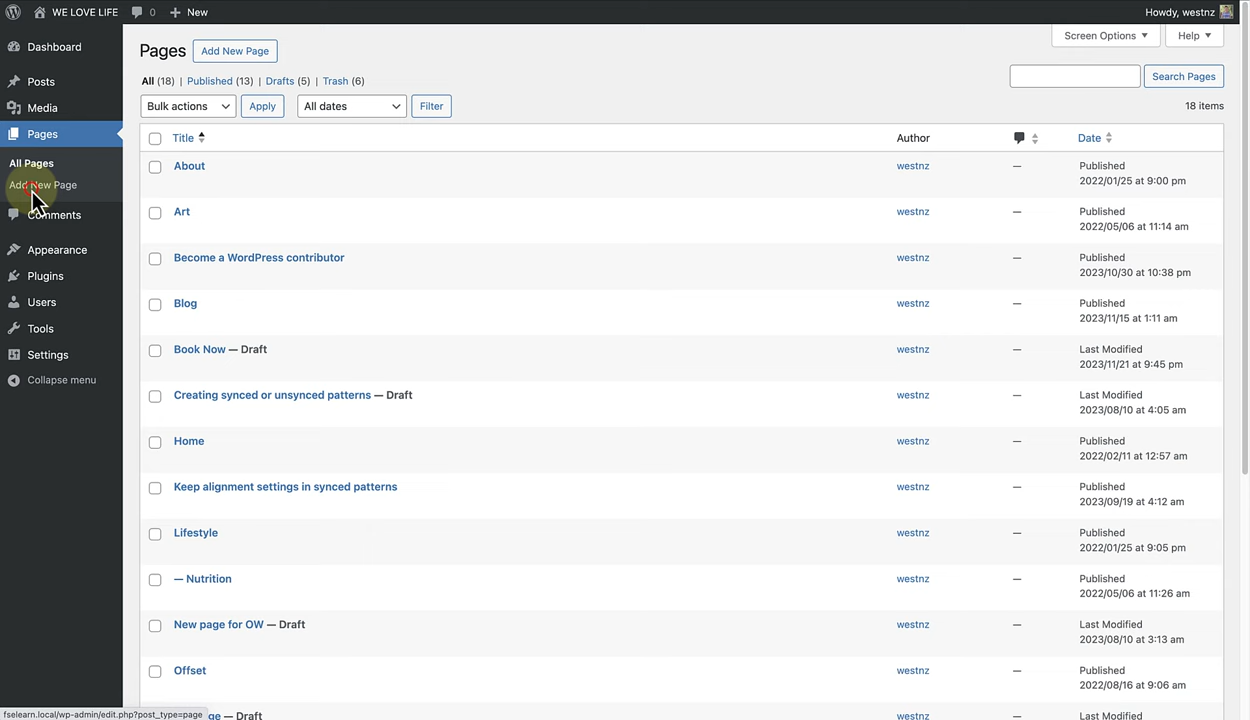 WE LOVE LIFE 0 New Howdy, westnz
Dashboard
Posts
Media
Pages
All Pages
Add New Page
Comments
Appearance
Plugins
Users
Tools
Settings
Collapse menu
Screen Options Help
Pages Add New Page
All (18) | Published (13) | Drafts (5) | Trash (6)
Search Pages
Bulk actions Apply All dates Filter 18 items
Title Author Date
About westnz — Published
2022/01/25 at 9:00 pm
Art westnz — Published
2022/05/06 at 11:14 am
Become a WordPress contributor westnz — Published
2023/10/30 at 10:38 pm
Blog westnz — Published
2023/11/15 at 1:11 am
Book Now — Draft westnz — Last Modified
2023/11/21 at 9:45 pm
Creating synced or unsynced patterns — Draft westnz — Last Modified
2023/08/10 at 4:05 am
Home westnz — Published
2022/02/11 at 12:57 am
Keep alignment settings in synced patterns westnz — Published
2023/09/19 at 4:12 am
Lifestyle westnz — Published
2022/01/25 at 9:05 pm
— Nutrition westnz — Published
2022/05/06 at 11:26 am
New page for OW — Draft westnz — Last Modified
2023/08/10 at 3:13 am
Offset westnz — Published
2022/08/16 at 9:06 am
— Draft westnz — Last Modified
fselearn.local/wp-admin/edit.php?post_type=page